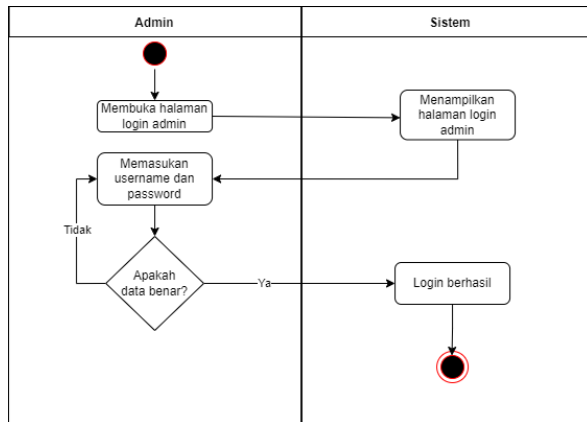 Admin
Sistem
Membuka halaman
login admin
Menampilkan
halaman login
admin
Memasukan
username dan
password
Tidak
Apakah
data benar?
Ya
Login berhasil